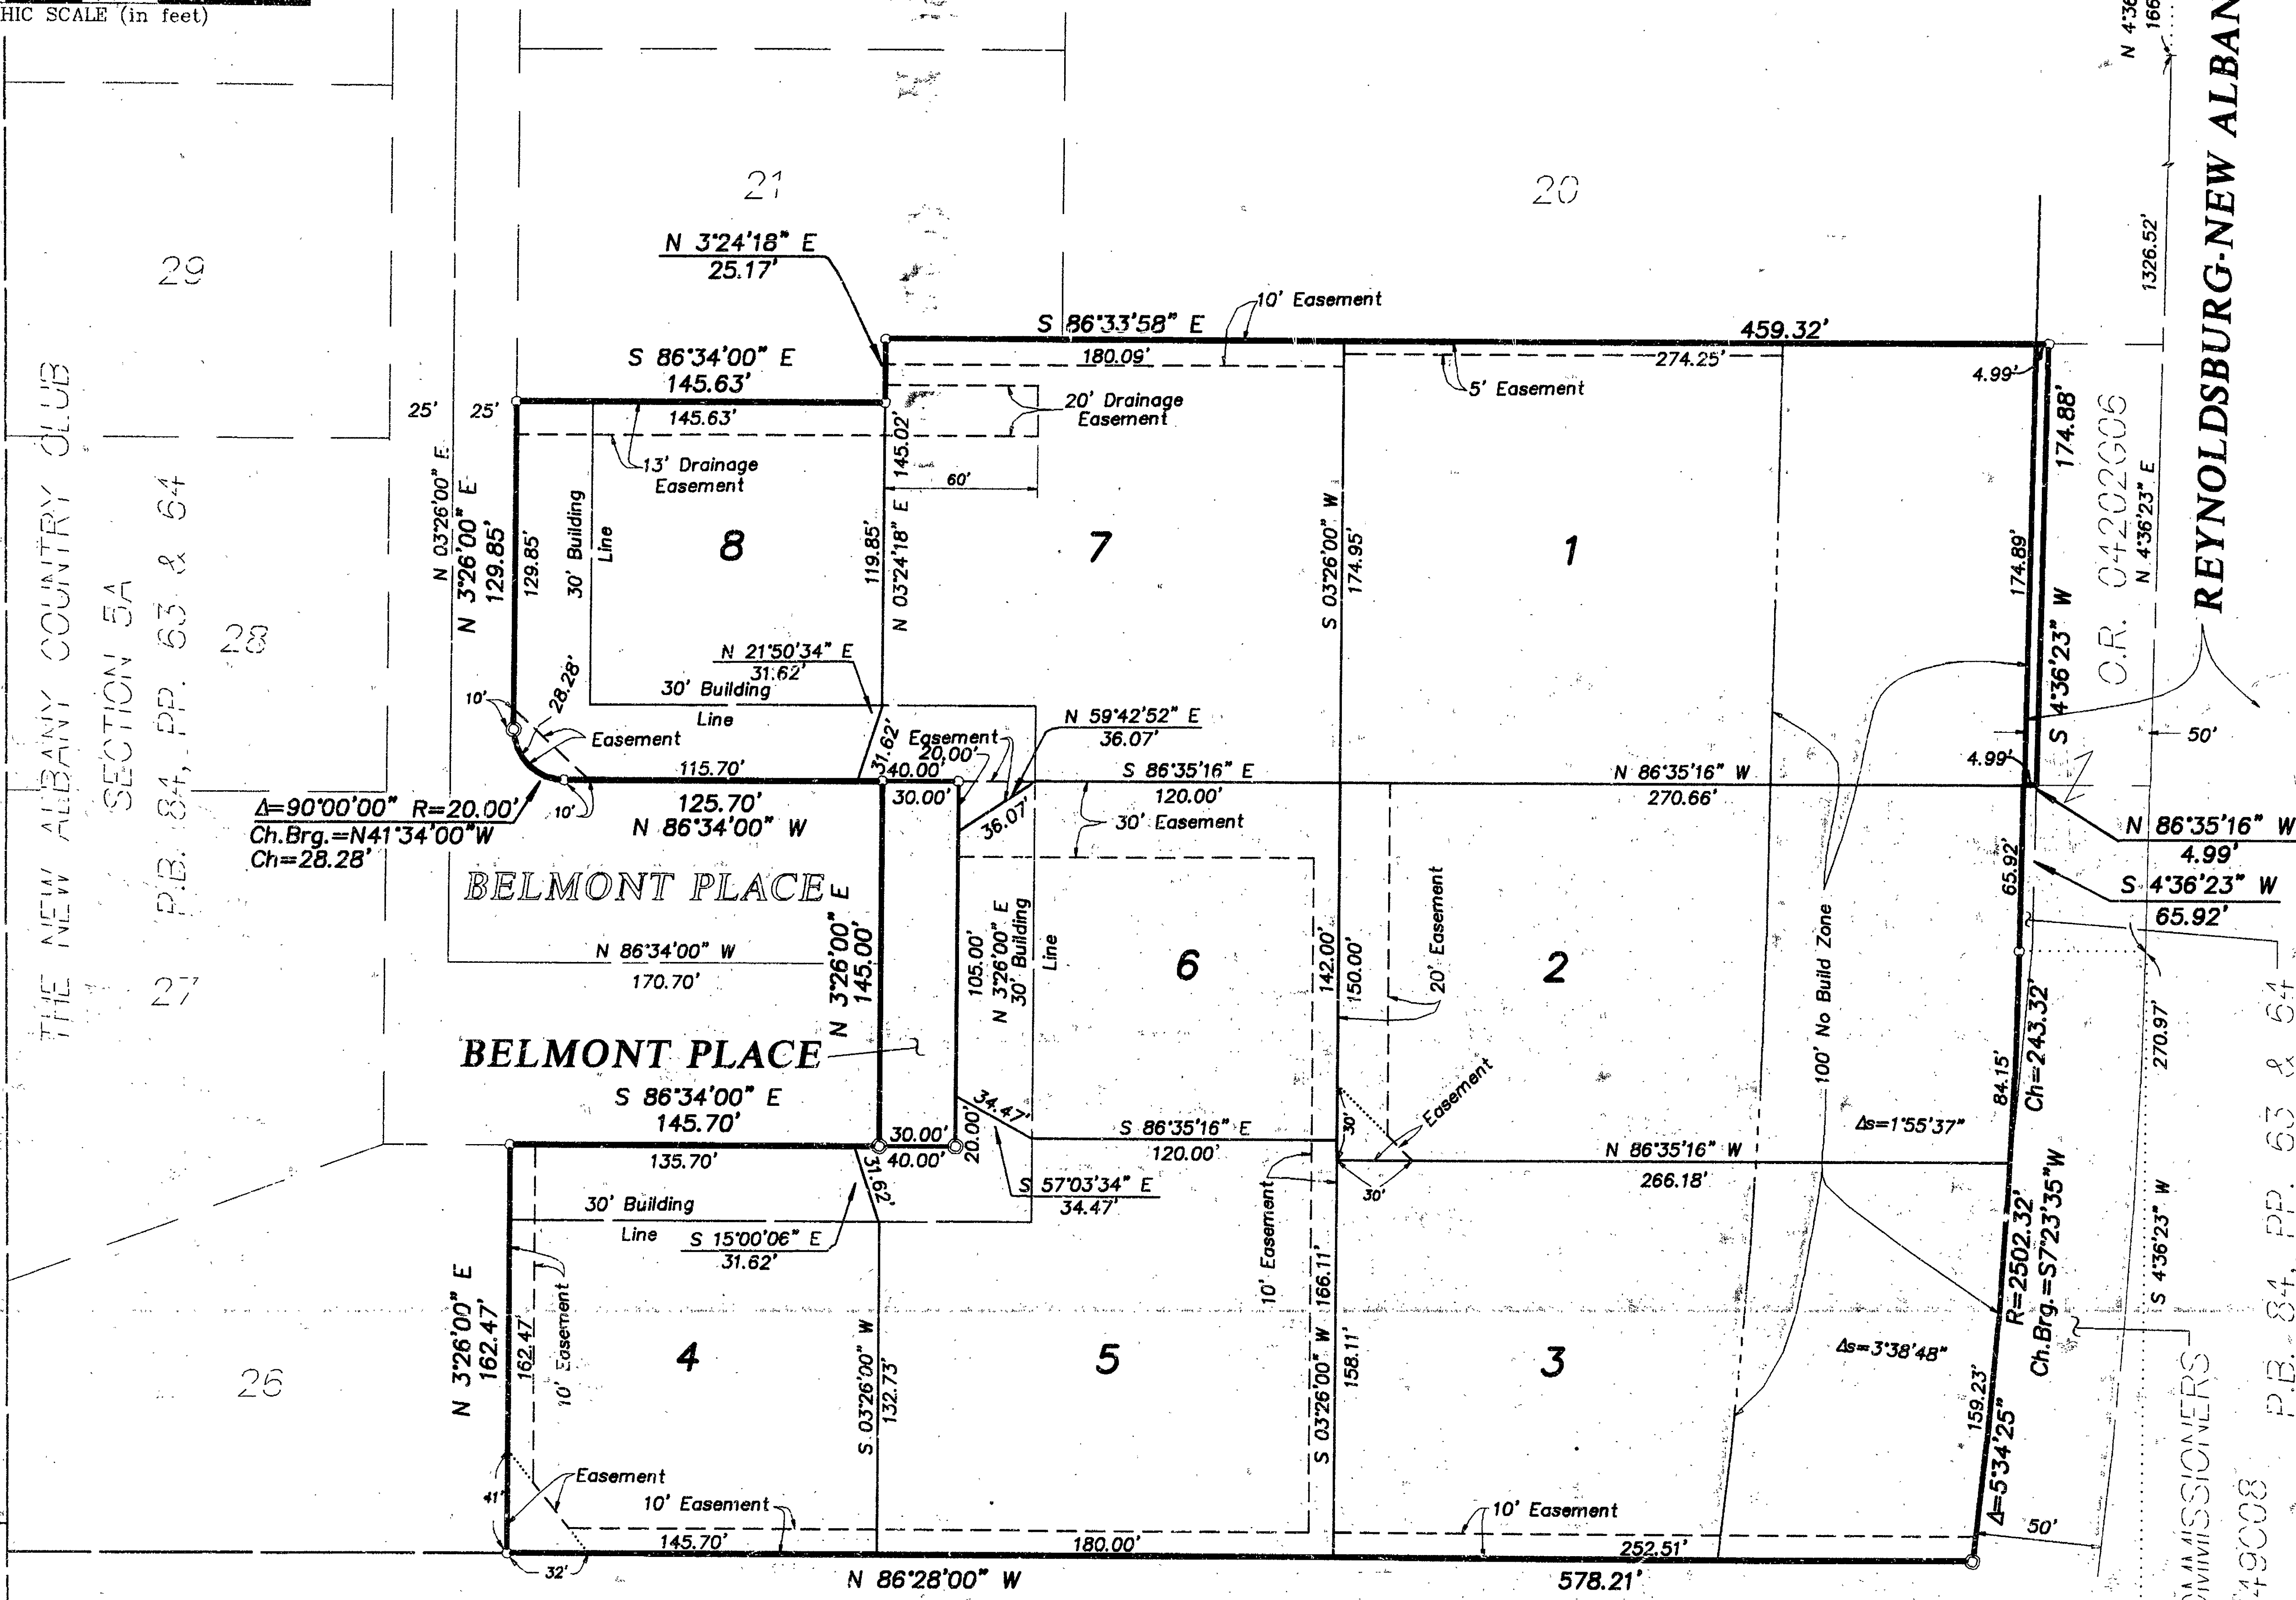 HIC SCALE (in feet)
21
20
29
28
27
26
THE NEW ALBANY COUNTRY CLUB
SECTION 5A
P.B. 84, PP. 63 & 64
N 3°24'18" E
25.17'
S 86°34'00" E
145.63'
145.63'
S 86°33'58" E
459.32'
10' Easement
180.09'
274.25'
5' Easement
4.99'
20' Drainage
Easement
13' Drainage
Easement
60'
25'
25'
N 03°26'00" E
N 3°26'00" E
129.85'
129.85'
30' Building
Line
8
119.85'
145.02'
N 03°24'18" E
7
S 03°26'00" W
174.95'
1
174.89'
174.88'
S 4°36'23" W
O.R. 04202G06
N 4°36'23" E
1326.52'
N 4°36
166
REYNOLDSBURG-NEW ALBAN
50'
N 21°50'34" E
31.62'
30' Building
Line
10'
28.28'
Easement
31.62'
Easement
20.00'
N 59°42'52" E
36.07'
115.70'
40.00'
S 86°35'16" E
120.00'
N 86°35'16" W
270.66'
4.99'
Δ=90°00'00" R=20.00'
Ch.Brg.=N41°34'00"W
Ch=28.28'
10'
125.70'
N 86°34'00" W
30.00'
36.07'
30' Easement
N 86°35'16" W
4.99'
S 4°36'23" W
65.92'
65.92'
BELMONT PLACE
N 86°34'00" W
170.70'
N 3°26'00" E
145.00'
105.00'
N 3°26'00" E
30' Building
Line
6
142.00'
150.00'
20' Easement
2
100' No Build Zone
84.15'
Ch=243.32'
270.97'
BELMONT PLACE
S 86°34'00" E
145.70'
135.70'
30.00'
40.00'
20.00'
34.47'
S 86°35'16" E
120.00'
30'
Easement
30'
N 86°35'16" W
266.18'
Δs=1°55'37"
31.62'
S 57°03'34" E
34.47'
30' Building
Line
S 15°00'06" E
31.62'
10' Easement
N 3°26'00" E
162.47'
162.47'
10' Easement
4
S 03°26'00" W
132.73'
5
166.11'
S 03°26'00" W
158.11'
3
Δs=3°38'48"
R=2502.32'
Ch.Brg.=S7°23'35"W
159.23'
Δ=5°34'25"
S 4°36'23" W
P.B. 84, PP. 63 & 64
OMMISSIONERS
49C08
41'
Easement
10' Easement
145.70'
32'
180.00'
10' Easement
252.51'
50'
N 86°28'00" W
578.21'